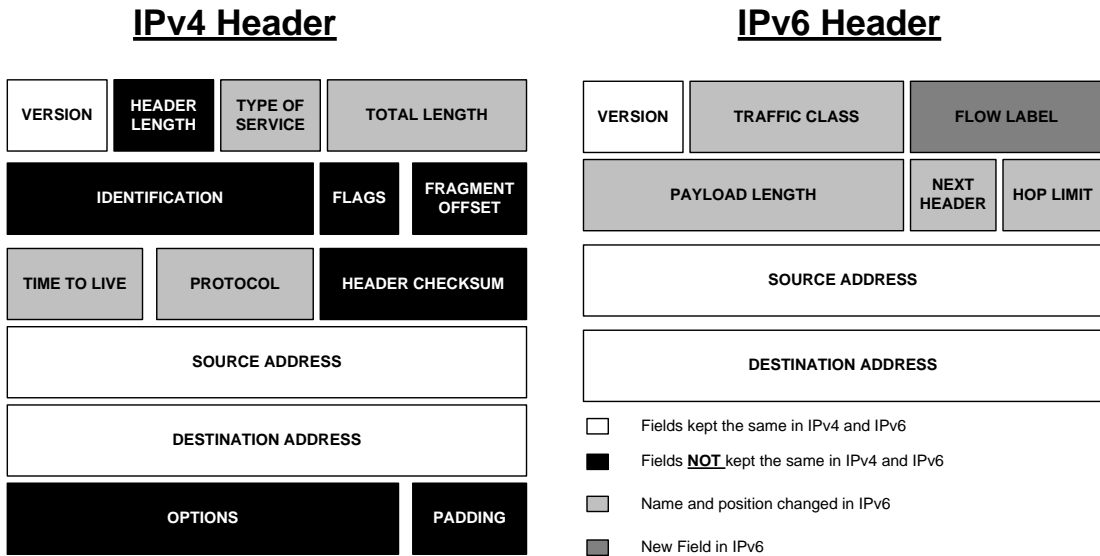 IPv4 Header
VERSION
HEADER
LENGTH
TYPE OF
SERVICE
TOTAL LENGTH
IDENTIFICATION
FLAGS
FRAGMENT
OFFSET
TIME TO LIVE
PROTOCOL
HEADER CHECKSUM
SOURCE ADDRESS
DESTINATION ADDRESS
OPTIONS
PADDING
IPv6 Header
VERSION
TRAFFIC CLASS
FLOW LABEL
PAYLOAD LENGTH
NEXT
HEADER
HOP LIMIT
SOURCE ADDRESS
DESTINATION ADDRESS
Fields kept the same in IPv4 and IPv6
Fields NOT kept the same in IPv4 and IPv6
Name and position changed in IPv6
New Field in IPv6